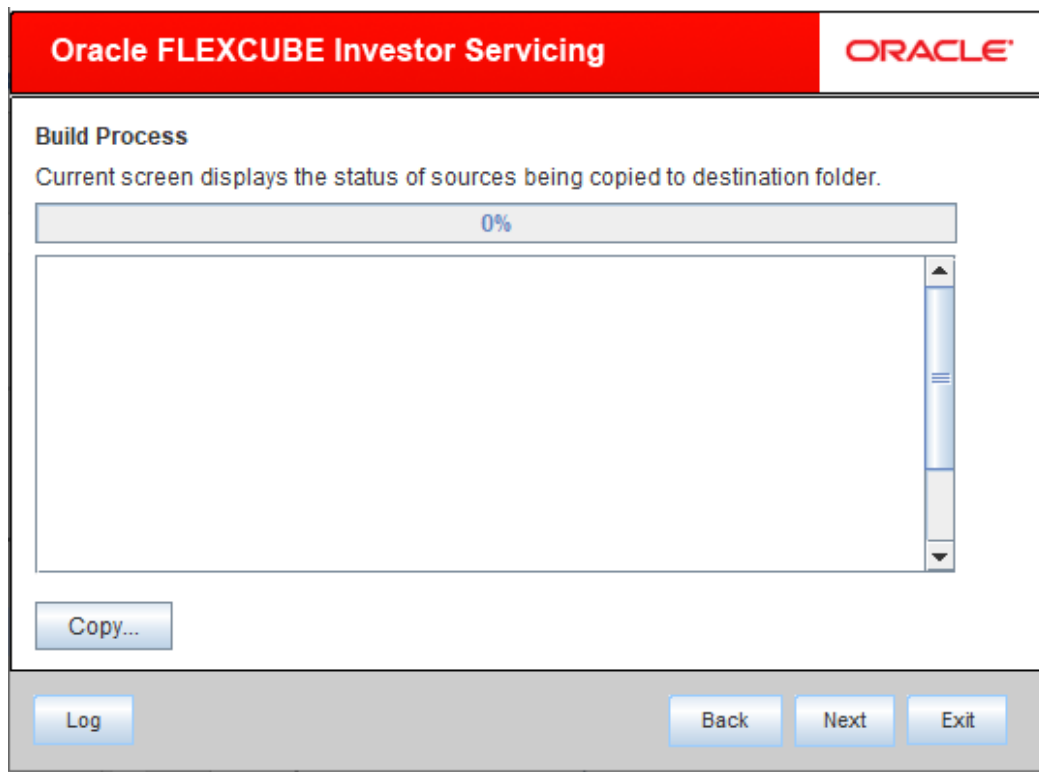 Oracle FLEXCUBE Investor Servicing
ORACLE
Build Process
Current screen displays the status of sources being copied to destination folder.
0%
Copy...
Log
Back
Next
Exit